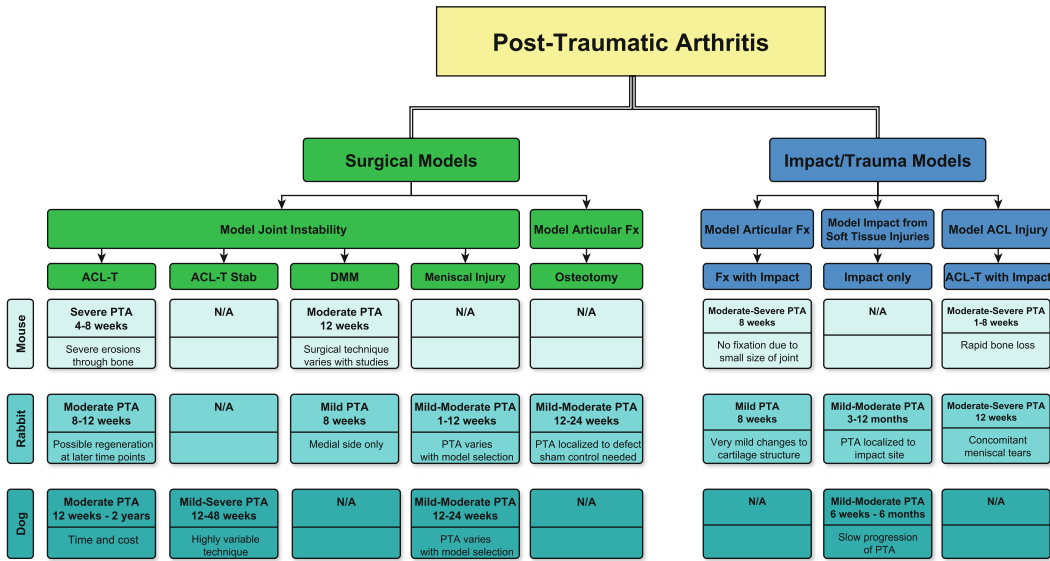 Post-Traumatic Arthritis
Surgical Models
Impact/Trauma Models
Model Joint Instability
Model Articular Fx
Model Articular Fx
Model Impact from
Soft Tissue Injuries
Model ACL Injury
ACL-T
ACL-T Stab
DMM
Meniscal Injury
Osteotomy
Fx with Impact
Impact only
ACL-T with Impact
Mouse
Severe PTA
4-8 weeks
Severe erosions
through bone
N/A
Moderate PTA
12 weeks
Surgical technique
varies with studies
N/A
N/A
Moderate-Severe PTA
8 weeks
No fixation due to
small size of joint
N/A
Moderate-Severe PTA
1-8 weeks
Rapid bone loss
Rabbit
Moderate PTA
8-12 weeks
Possible regeneration
at later time points
N/A
Mild PTA
8 weeks
Medial side only
Mild-Moderate PTA
1-12 weeks
PTA varies
with model selection
Mild-Moderate PTA
12-24 weeks
PTA localized to defect
sham control needed
Mild PTA
8 weeks
Very mild changes to
cartilage structure
Mild-Moderate PTA
3-12 months
PTA localized to
impact site
Moderate-Severe PTA
12 weeks
Concomitant
meniscal tears
Dog
Moderate PTA
12 weeks - 2 years
Time and cost
Mild-Severe PTA
12-48 weeks
Highly variable
technique
N/A
Mild-Moderate PTA
12-24 weeks
PTA varies
with model selection
N/A
N/A
Mild-Moderate PTA
6 weeks - 6 months
Slow progression
of PTA
N/A